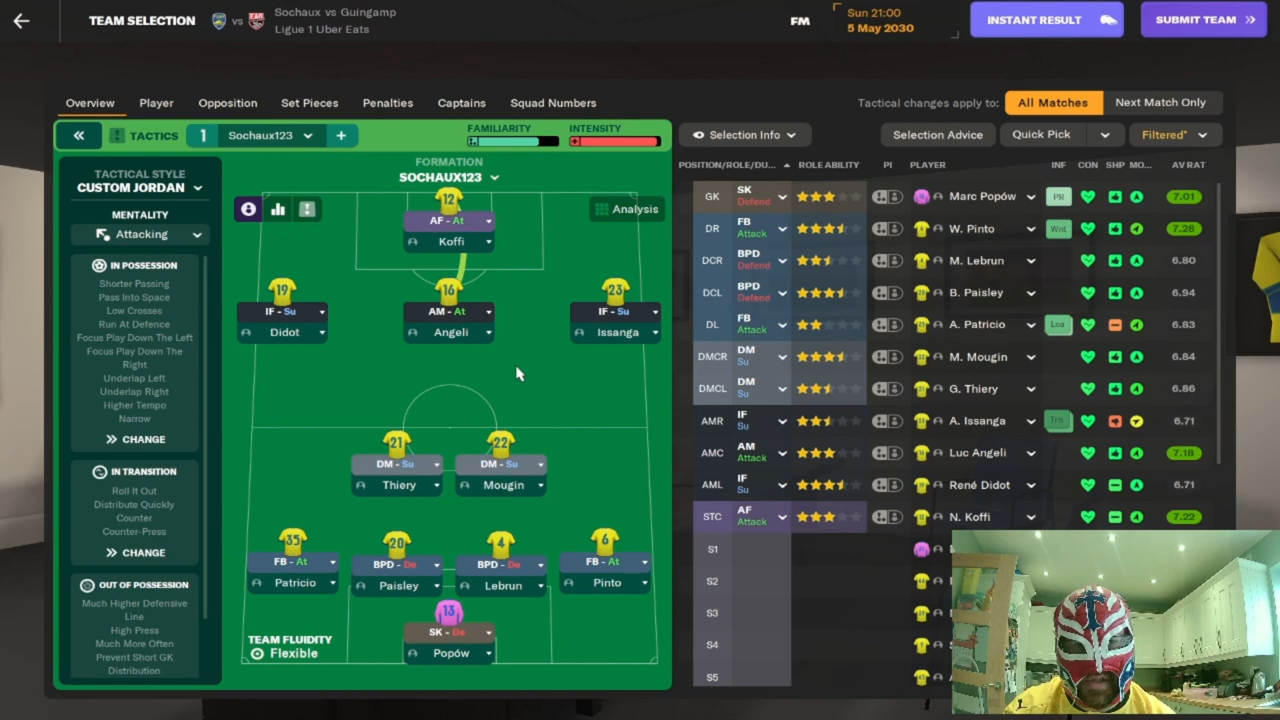 TEAM SELECTION
vs
Sochaux vs Guingamp
Ligue 1 Uber Eats
FM
Sun 21:00
5 May 2030
INSTANT RESULT
SUBMIT TEAM
Overview Player Opposition Set Pieces Penalties Captains Squad Numbers
Tactical changes apply to: All Matches Next Match Only
TACTICS 1 Sochaux123 +
FAMILIARITY
INTENSITY
Selection Info
Selection Advice
Quick Pick
Filtered*
TACTICAL STYLE
CUSTOM JORDAN
MENTALITY
Attacking
IN POSSESSION
Shorter Passing
Pass Into Space
Low Crosses
Run At Defence
Focus Play Down The Left
Focus Play Down The
Right
Underlap Left
Underlap Right
Higher Tempo
Narrow
CHANGE
IN TRANSITION
Roll It Out
Distribute Quickly
Counter
Counter-Press
CHANGE
OUT OF POSSESSION
Much Higher Defensive
Line
High Press
Much More Often
Prevent Short GK
Distribution
FORMATION
SOCHAUX123
Analysis
12
AF - At
Koffi
19
IF - Su
Didot
16
AM - At
Angeli
23
IF - Su
Issanga
21
DM - Su
Thiery
22
DM - Su
Mougin
35
FB - At
Patricio
20
BPD - De
Paisley
4
BPD - De
Lebrun
6
FB - At
Pinto
13
SK - De
Popów
TEAM FLUIDITY
Flexible
POSITION/ROLE/DU... ROLE ABILITY PI PLAYER INF CON SHP MO... AV RAT
GK SK Defend Marc Popów PR 7.01
DR FB Attack W. Pinto Wnt 7.28
DCR BPD Defend M. Lebrun 6.80
DCL BPD Defend B. Paisley 6.94
DL FB Attack A. Patricio Loa 6.83
DMCR DM Su M. Mougin 6.84
DMCL DM Su G. Thiery 6.86
AMR IF Su A. Issanga Trn 6.71
AMC AM Attack Luc Angeli 7.18
AML IF Su René Didot 6.71
STC AF Attack N. Koffi 7.22
S1
S2
S3
S4
S5